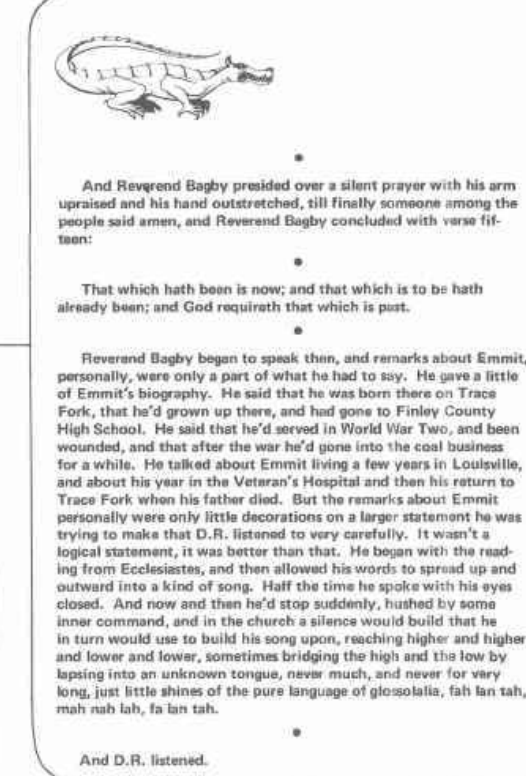 And Reverend Bagby presided over a silent prayer with his arm
upraised and his hand outstretched, till finally someone among the
people said amen, and Reverend Bagby concluded with verse fif-
teen:
That which hath been is now; and that which is to be hath
already been; and God requireth that which is past.
Reverend Bagby began to speak then, and remarks about Emmit,
personally, were only a part of what he had to say. He gave a little
of Emmit's biography. He said that he was born there on Trace
Fork, that he'd grown up there, and had gone to Finley County
High School. He said that he'd served in World War Two, and been
wounded, and that after the war he'd gone into the coal business
for a while. He talked about Emmit living a few years in Louisville,
and about his year in the Veteran's Hospital and then his return to
Trace Fork when his father died. But the remarks about Emmit
personally were only little decorations on a larger statement he was
trying to make that D.R. listened to very carefully. It wasn't a
logical statement, it was better than that. He began with the read-
ing from Ecclesiastes, and then allowed his words to spread up and
outward into a kind of song. Half the time he spoke with his eyes
closed. And now and then he'd stop suddenly, hushed by some
inner command, and in the church a silence would build that he
in turn would use to build his song upon, reaching higher and higher
and lower and lower, sometimes bridging the high and the low by
lapsing into an unknown tongue, never much, and never for very
long, just little shines of the pure language of glossolalia, fah lan tah,
mah nah lah, fa lan tah.
And D.R. listened.